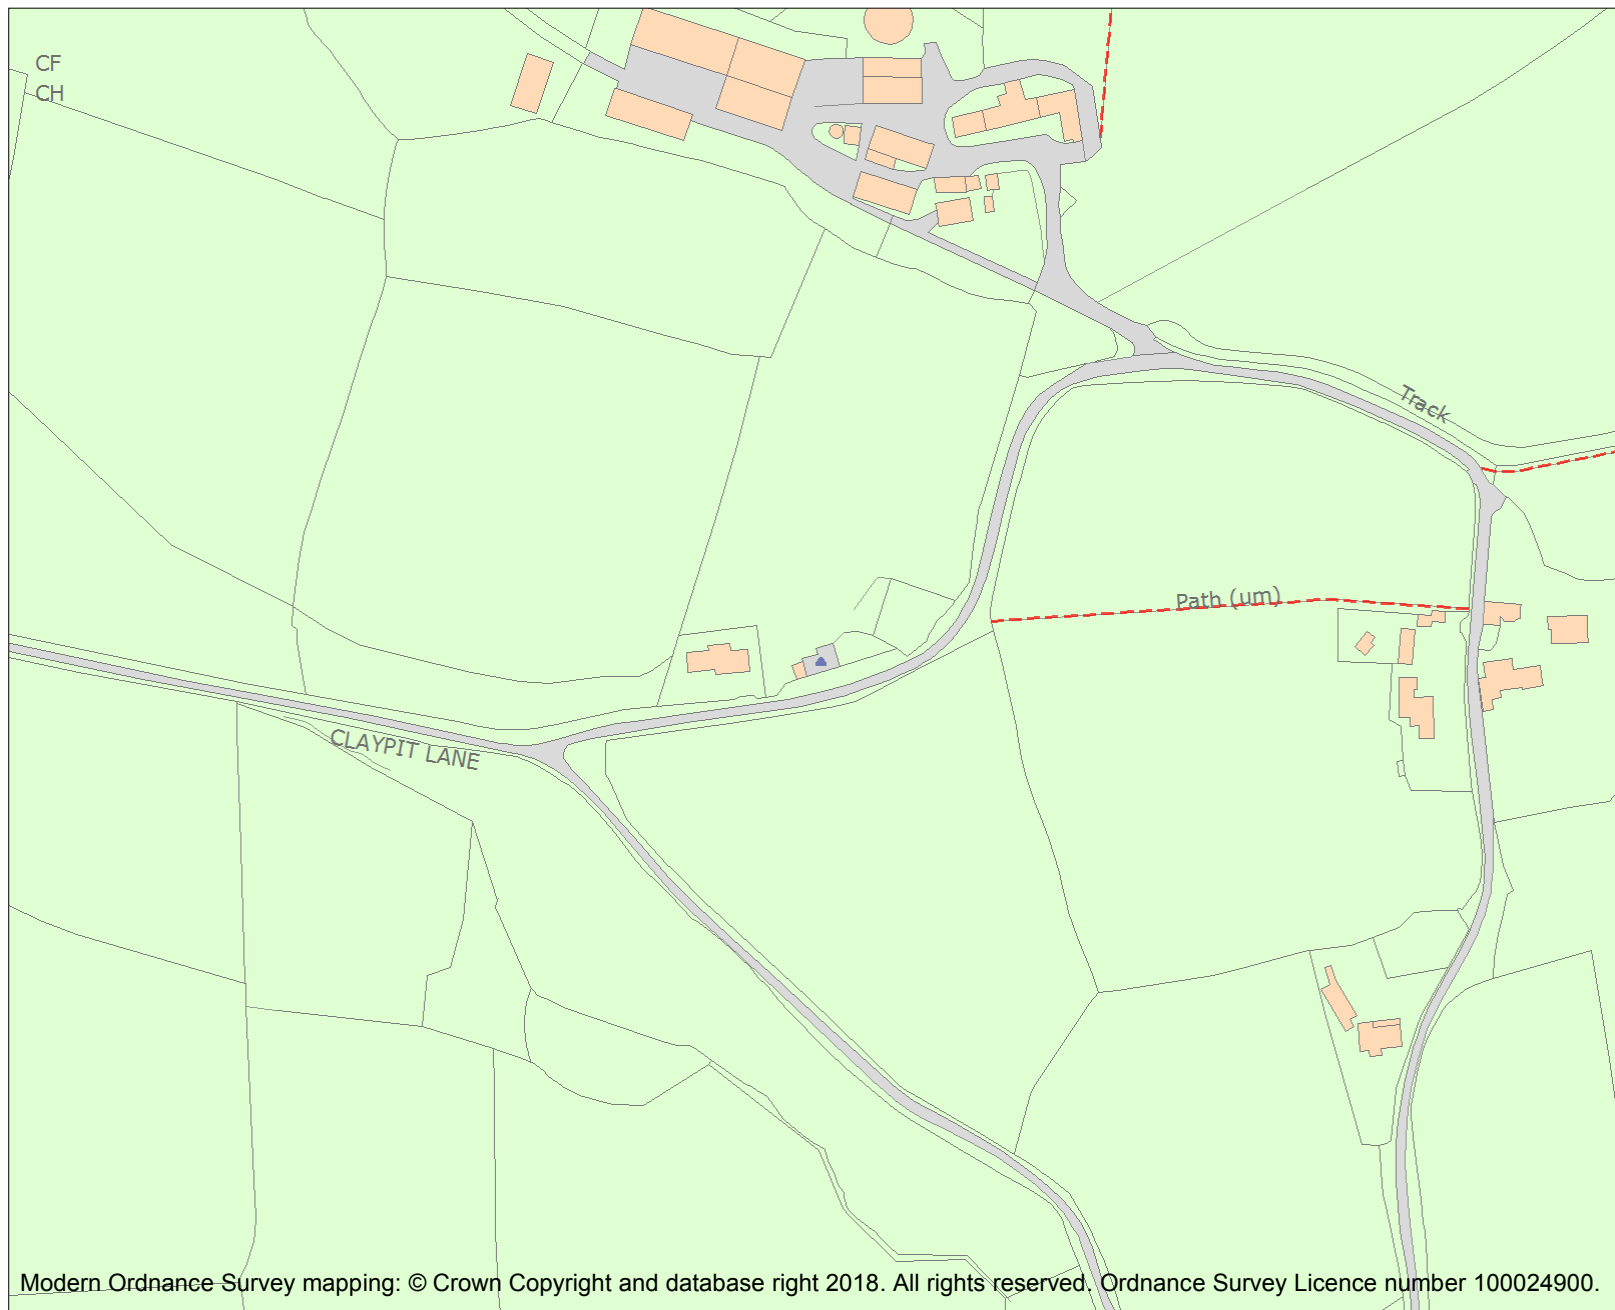 CF
CH
Track
Path (um)
CLAYPIT LANE
Modern Ordnance Survey mapping: © Crown Copyright and database right 2018. All rights reserved. Ordnance Survey Licence number 100024900.